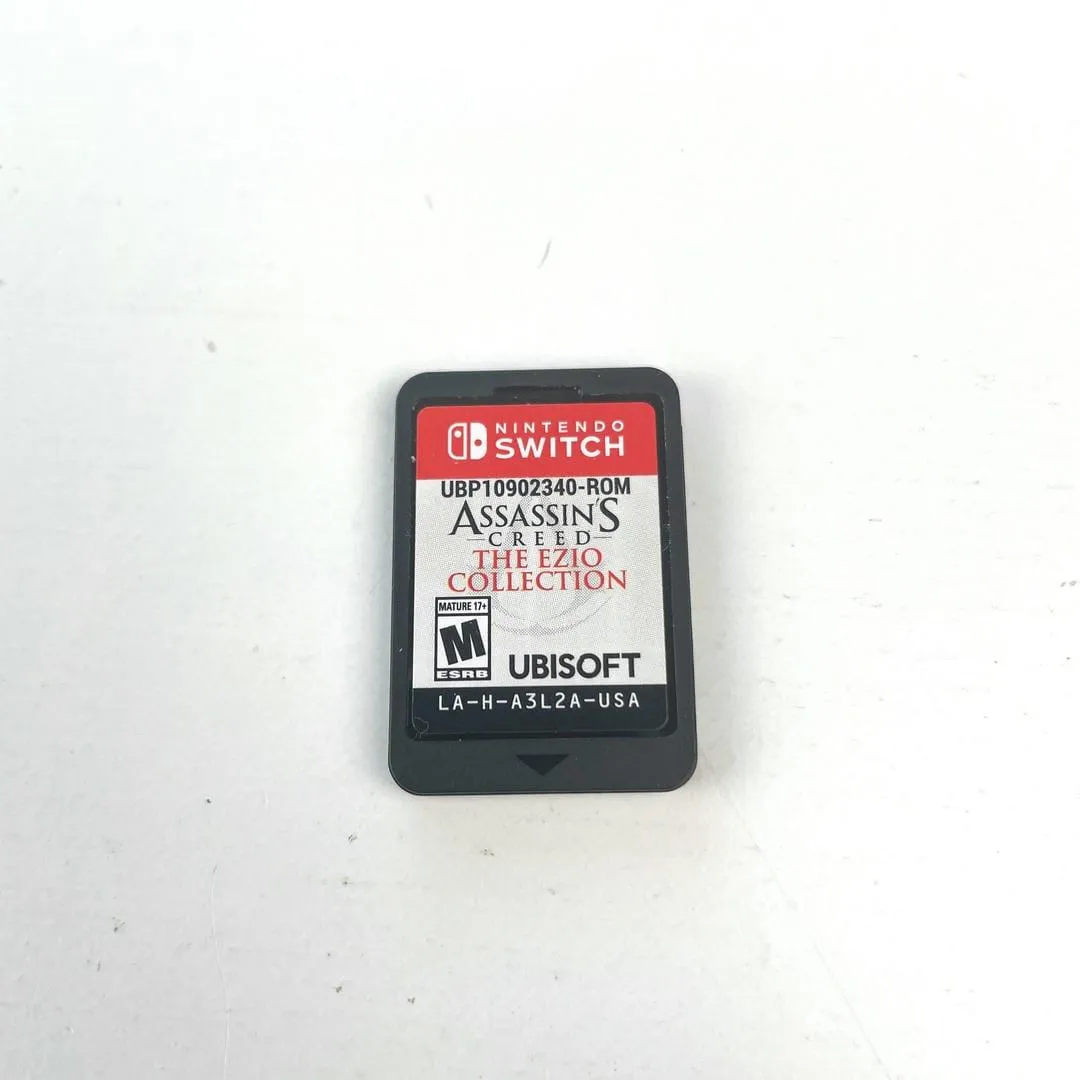 NINTENDO
SWITCH
UBP10902340-ROM
ASSASSIN'S
CREED
THE EZIO
COLLECTION
MATURE 17+
M
ESRB
UBISOFT
LA-H-A3L2A-USA